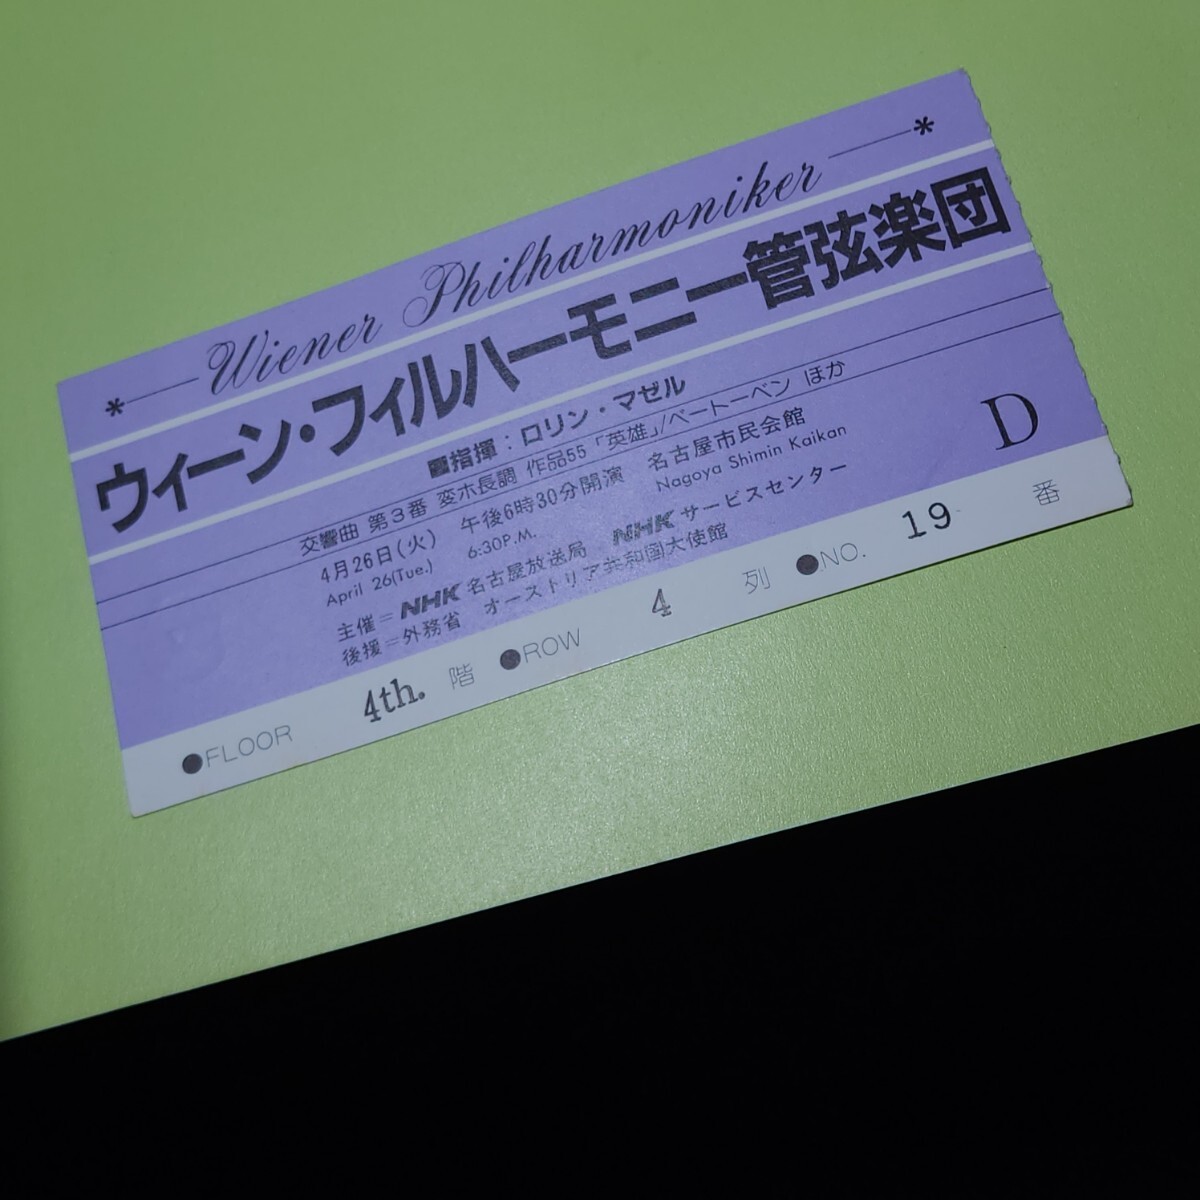 *—Wiener Philharmoniker—*
ウィーン・フィルハーモニー管弦楽団
■指揮：ロリン・マゼル
交響曲 第3番 変ホ長調 作品55「英雄」/ベートーベン ほか
4月26日(火) 午後6時30分開演 名古屋市民会館
April 26(Tue.) 6:30P.M. Nagoya Shimin Kaikan
主催＝NHK名古屋放送局 NHKサービスセンター
後援＝外務省 オーストリア共和国大使館
D
●FLOOR 4th. 階 ●ROW 4 列 ●NO. 19 番